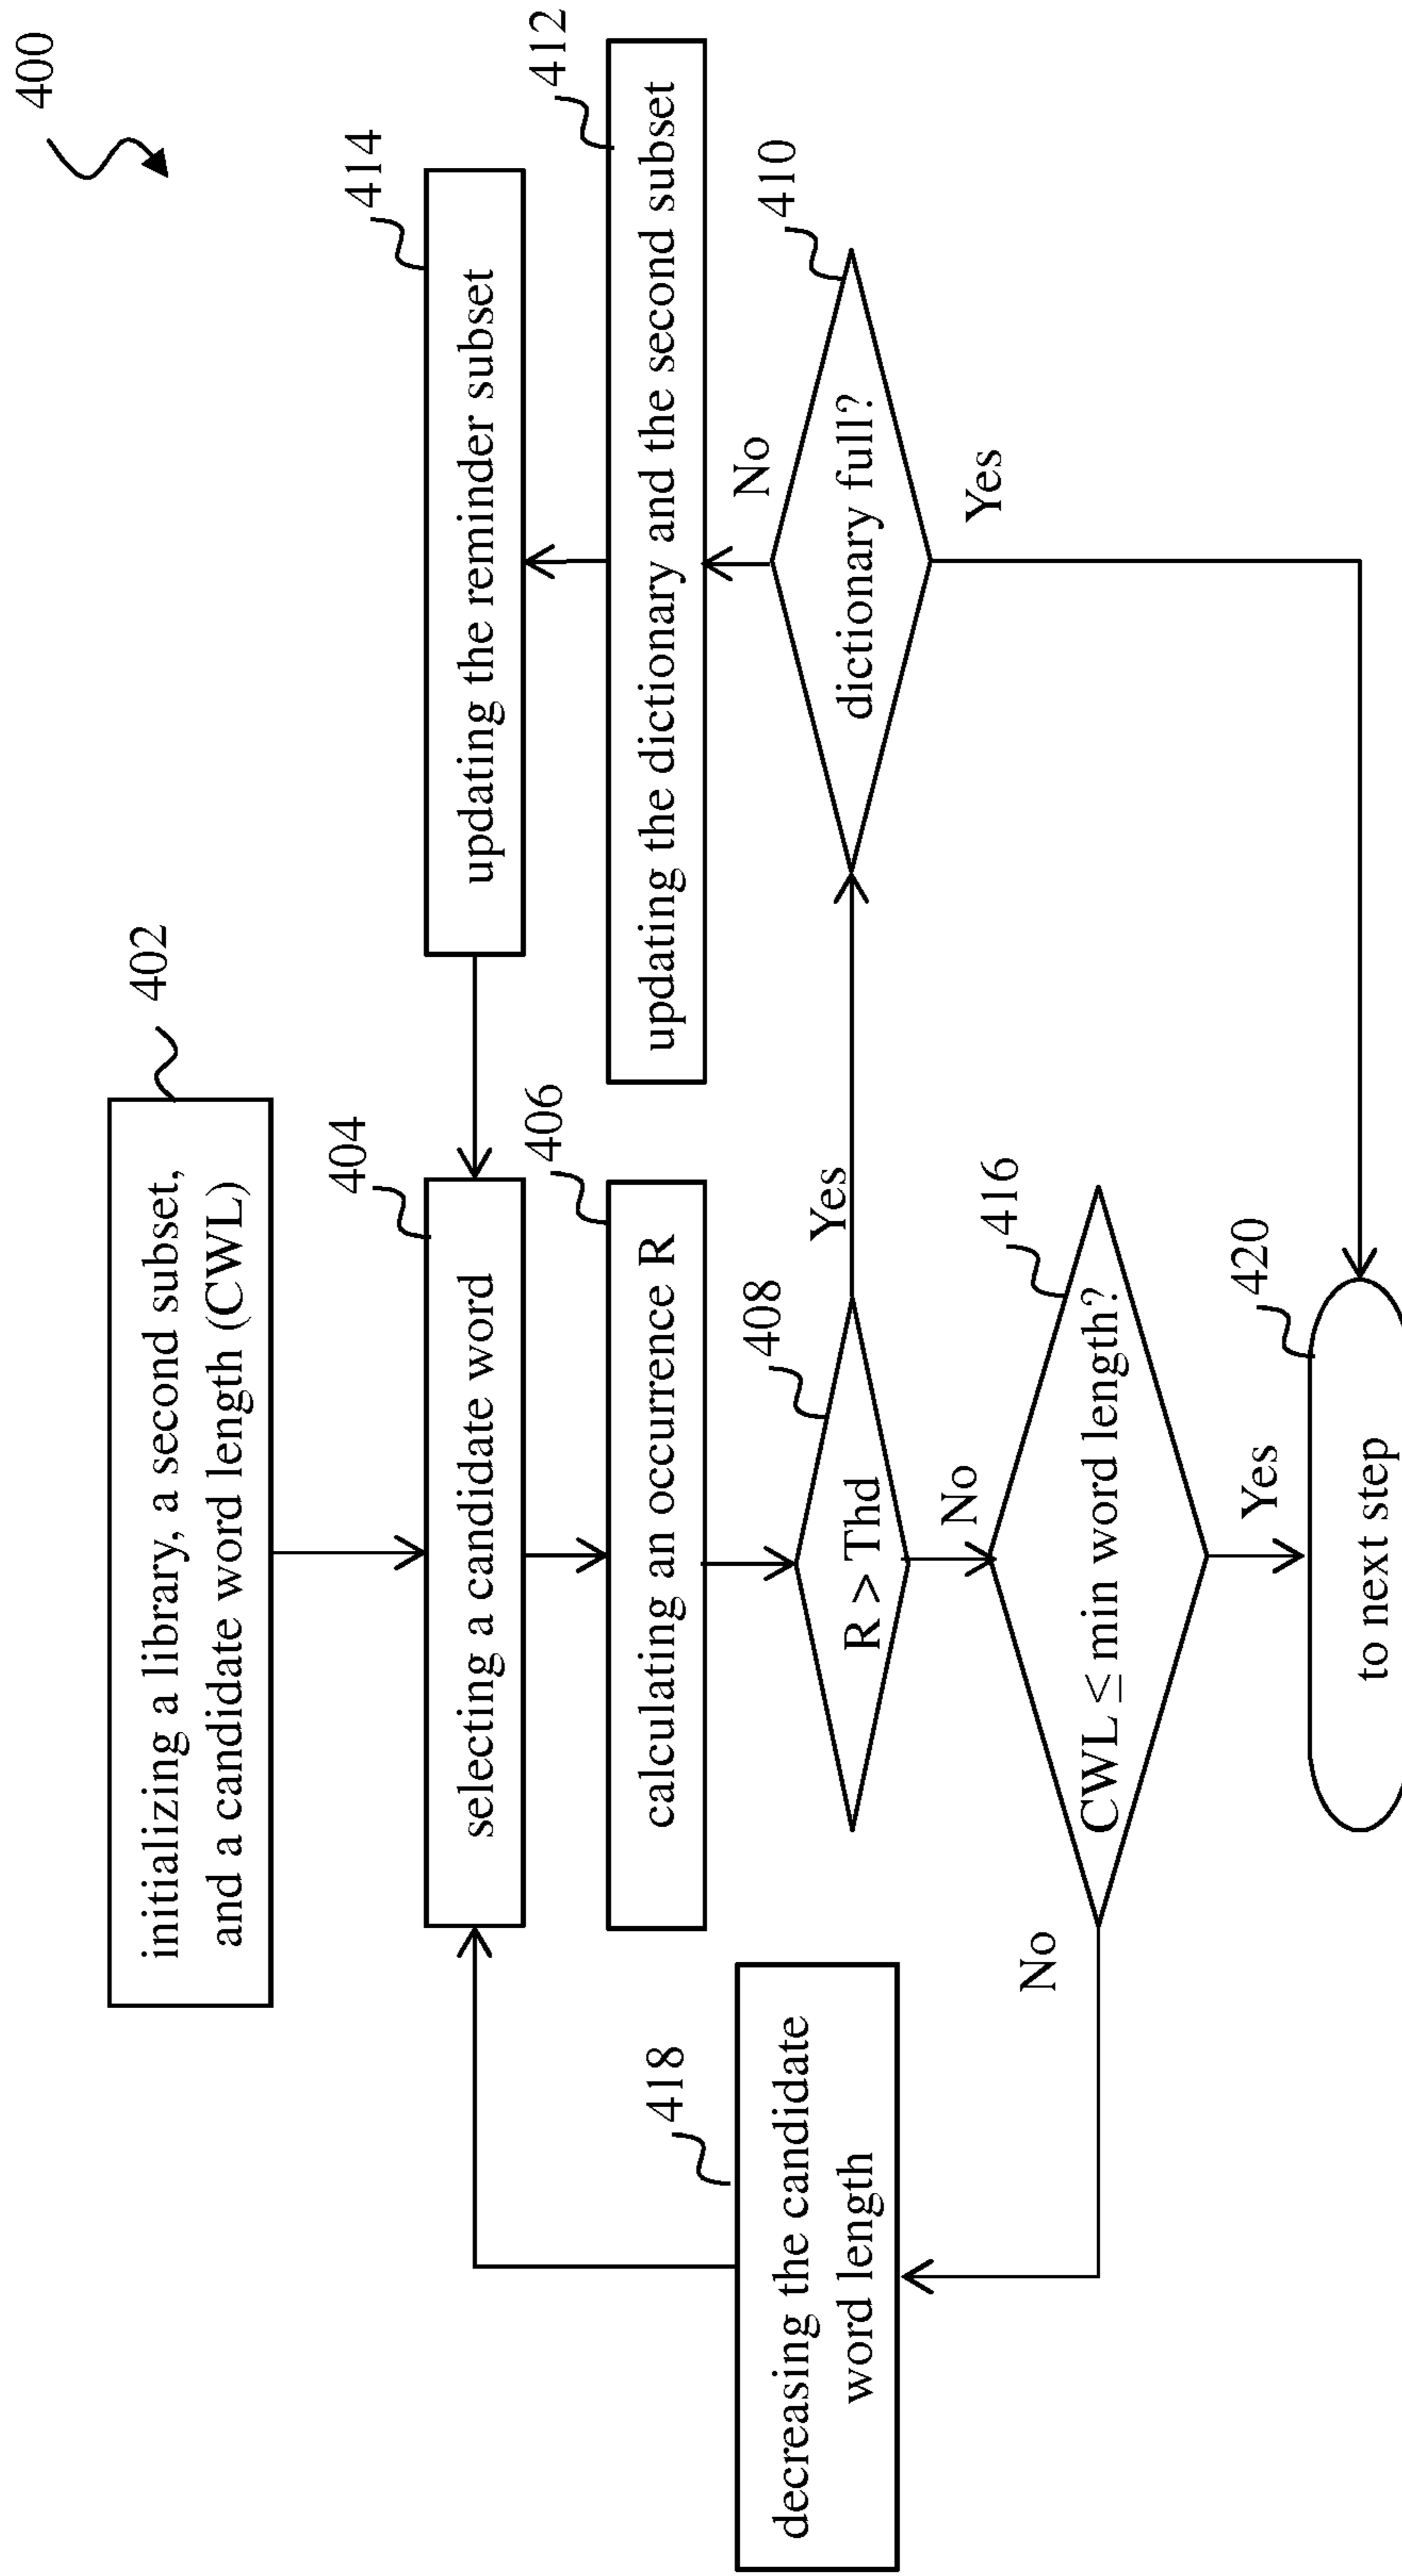 400
402
initializing a library, a second subset,
and a candidate word length (CWL)
404
selecting a candidate word
414
updating the reminder subset
406
calculating an occurrence R
412
updating the dictionary and the second subset
408
R > Thd
Yes
410
dictionary full?
No
Yes
No
416
CWL ≤ min word length?
No
418
decreasing the candidate
word length
Yes
420
to next step